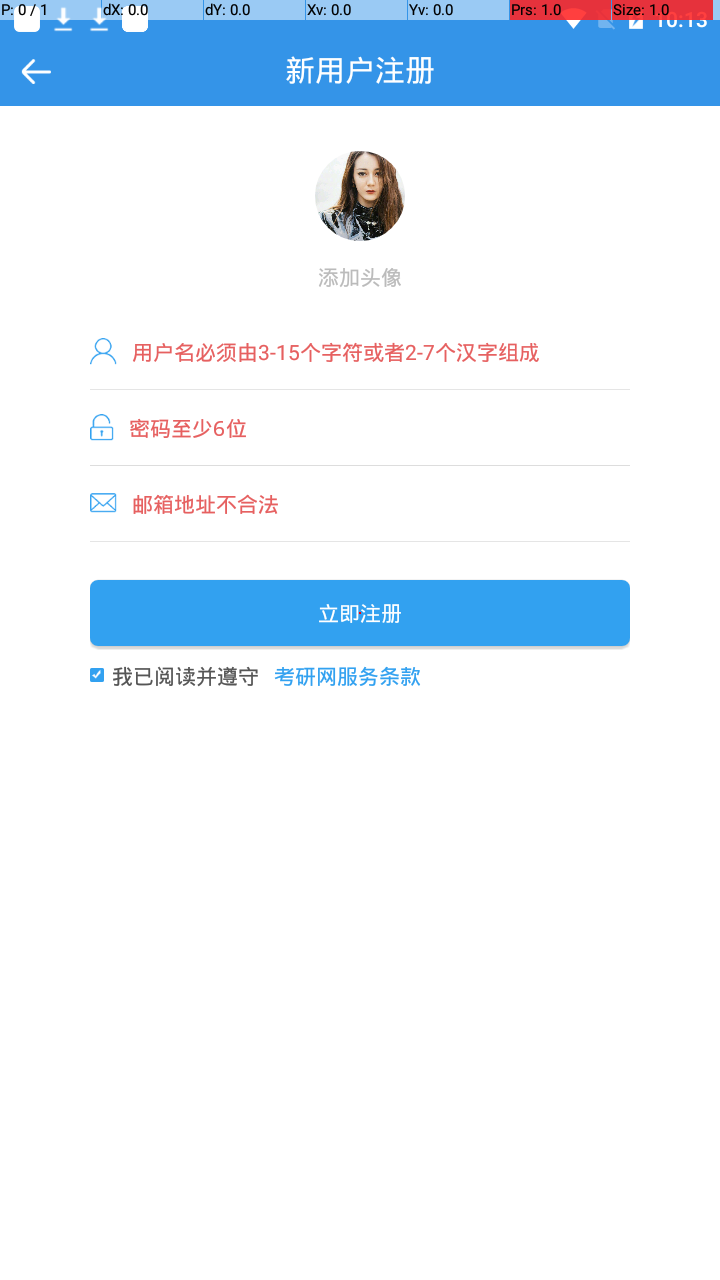 P: 0 / 1 dX: 0.0 dY: 0.0 Xv: 0.0 Yv: 0.0 Prs: 1.0 Size: 1.0
10:13
新用户注册
添加头像
用户名必须由3-15个字符或者2-7个汉字组成
密码至少6位
邮箱地址不合法
立即注册
我已阅读并遵守 考研网服务条款